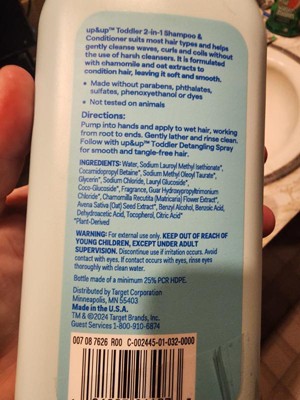 up&up™ Toddler 2-in-1 Shampoo &
Conditioner suits most hair types and helps
gently cleanse waves, curls and coils without
the use of harsh cleansers. It is formulated
with chamomile and oat extracts to
condition hair, leaving it soft and smooth.
• Made without parabens, phthalates,
sulfates, phenoxyethanol or dyes
• Not tested on animals
Directions:
Pump into hands and apply to wet hair, working
from root to ends. Gently lather and rinse clean.
Follow with up&up™ Toddler Detangling Spray
for smooth and tangle-free hair.
INGREDIENTS: Water, Sodium Lauroyl Methyl Isethionate*,
Cocamidopropyl Betaine*, Sodium Methyl Oleoyl Taurate*,
Glycerin*, Sodium Chloride, Lauryl Glucoside*,
Coco-Glucoside*, Fragrance, Guar Hydroxypropyltrimonium
Chloride*, Chamomilla Recutita (Matricaria) Flower Extract*,
Avena Sativa (Oat) Seed Extract*, Benzyl Alcohol, Benzoic Acid,
Dehydroacetic Acid, Tocopherol, Citric Acid*
*Plant-Derived
WARNING: For external use only. KEEP OUT OF REACH OF
YOUNG CHILDREN, EXCEPT UNDER ADULT
SUPERVISION. Discontinue use if irritation occurs. Avoid
contact with eyes. If contact occurs with eyes, rinse eyes
thoroughly with clean water.
Bottle made of a minimum 25% PCR HDPE.
Distributed by Target Corporation
Minneapolis, MN 55403
Made in the U.S.A.
TM & ©2024 Target Brands, Inc.
Guest Services 1-800-910-6874
007 08 7626 R00 C-002445-01-032-0000